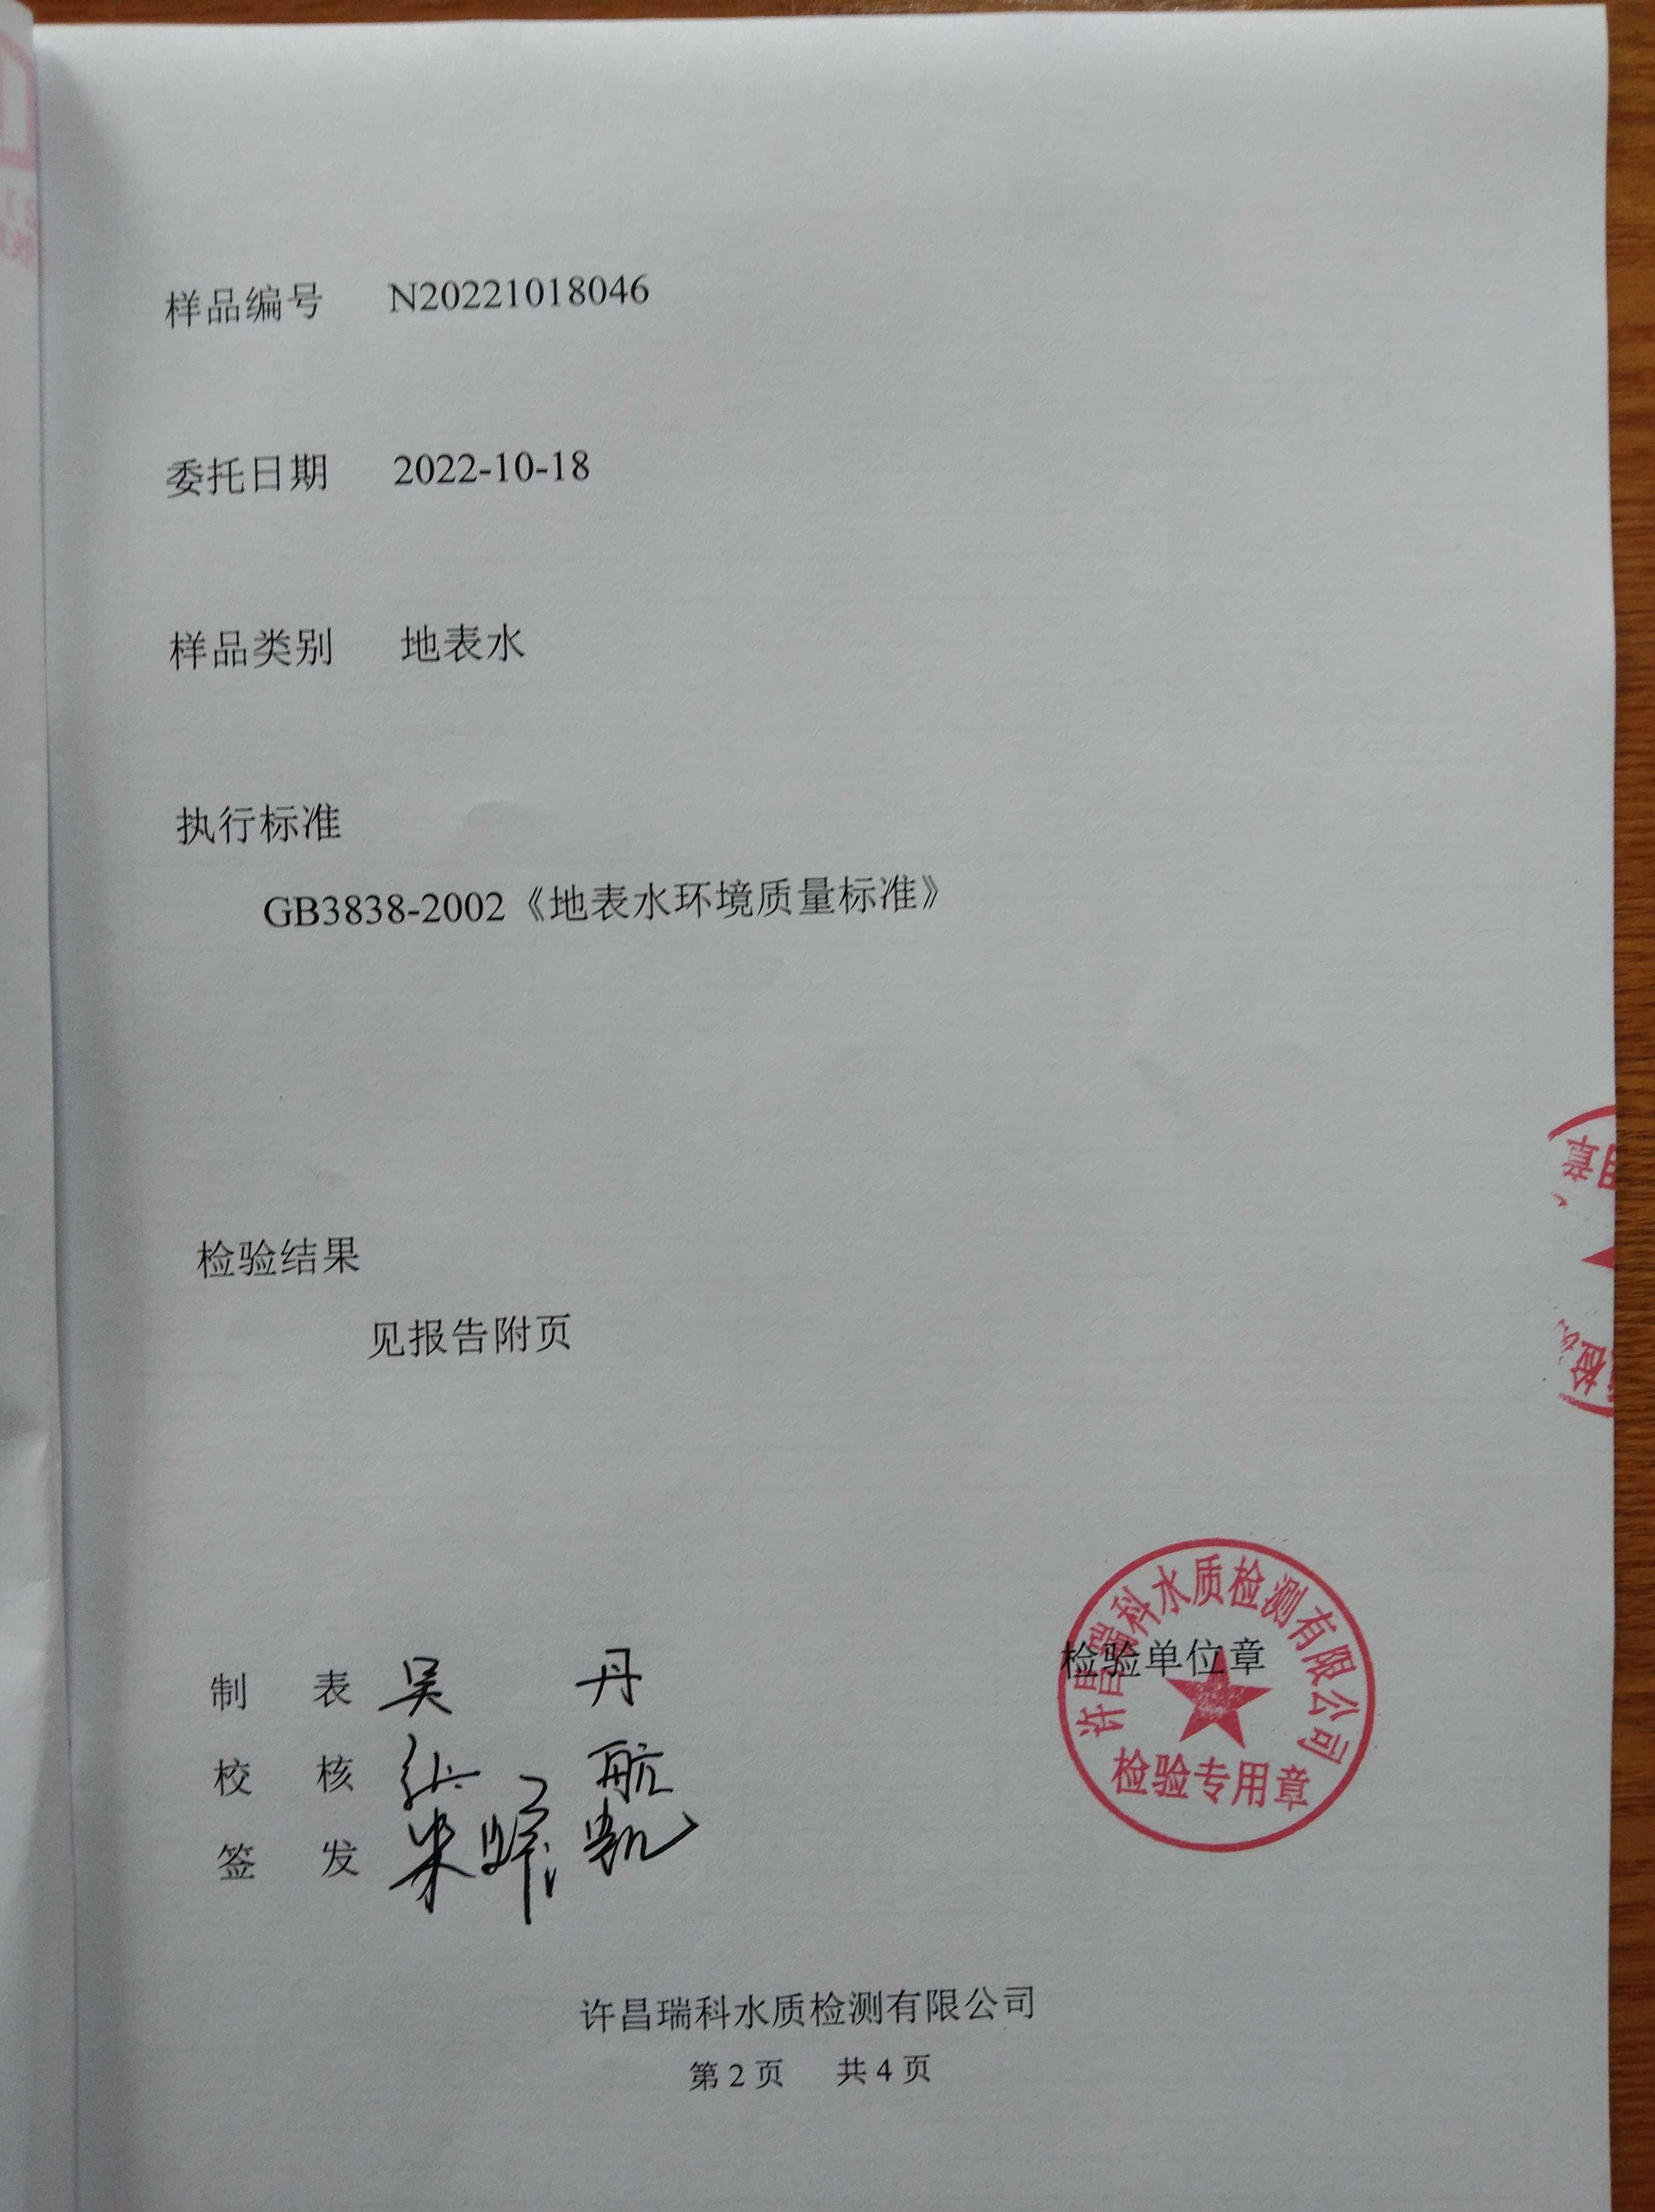 样品编号 N20221018046
委托日期 2022-10-18
样品类别 地表水
执行标准
GB3838-2002《地表水环境质量标准》
检验结果
见报告附页
许昌瑞科水质检测有限公司
检验单位章
检验专用章
制 表 吴 丹
校 核 航
签 发 朱 凯
许昌瑞科水质检测有限公司
第 2 页 共 4 页